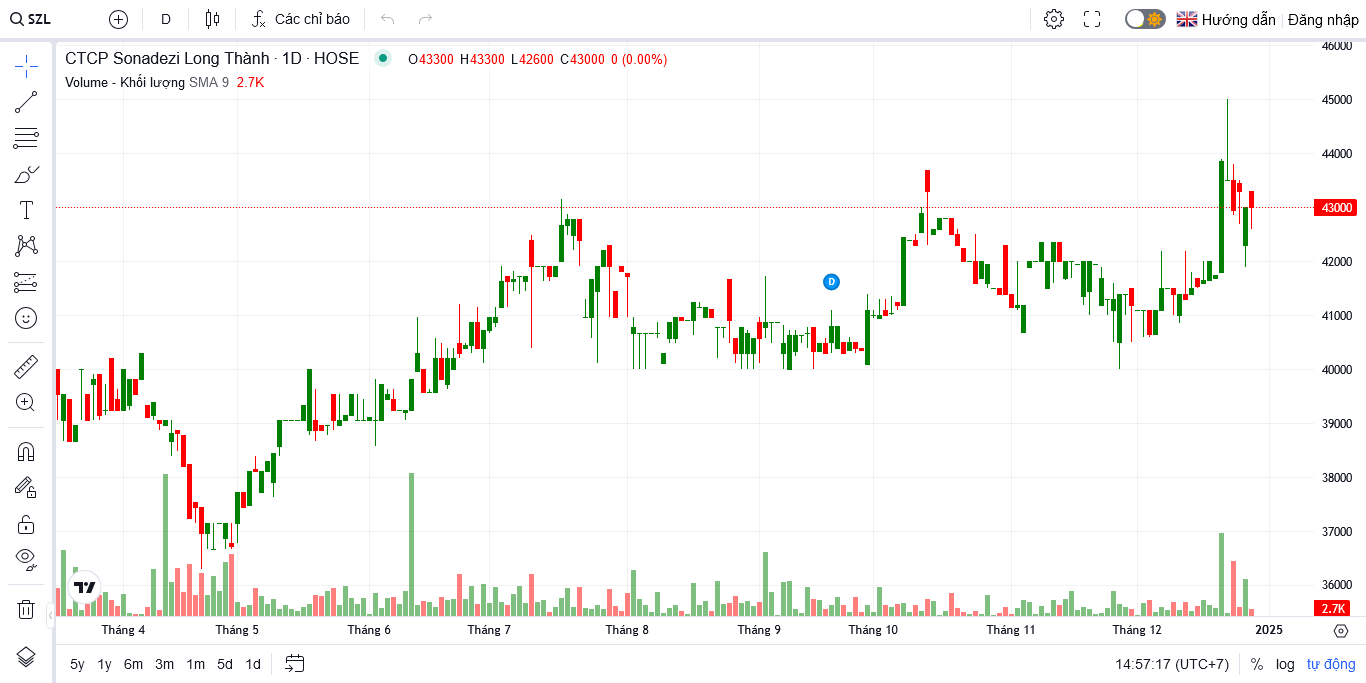 SZL D Các chỉ báo Hướng dẫn Đăng nhập
CTCP Sonadezi Long Thành · 1D · HOSE O43300 H43300 L42600 C43000 0 (0.00%)
Volume - Khối lượng SMA 9 2.7K
46000
45000
44000
43000
42000
41000
40000
39000
38000
37000
36000
2.7K
D
Tháng 4 Tháng 5 Tháng 6 Tháng 7 Tháng 8 Tháng 9 Tháng 10 Tháng 11 Tháng 12 2025
5y 1y 6m 3m 1m 5d 1d 14:57:17 (UTC+7) % log tự động